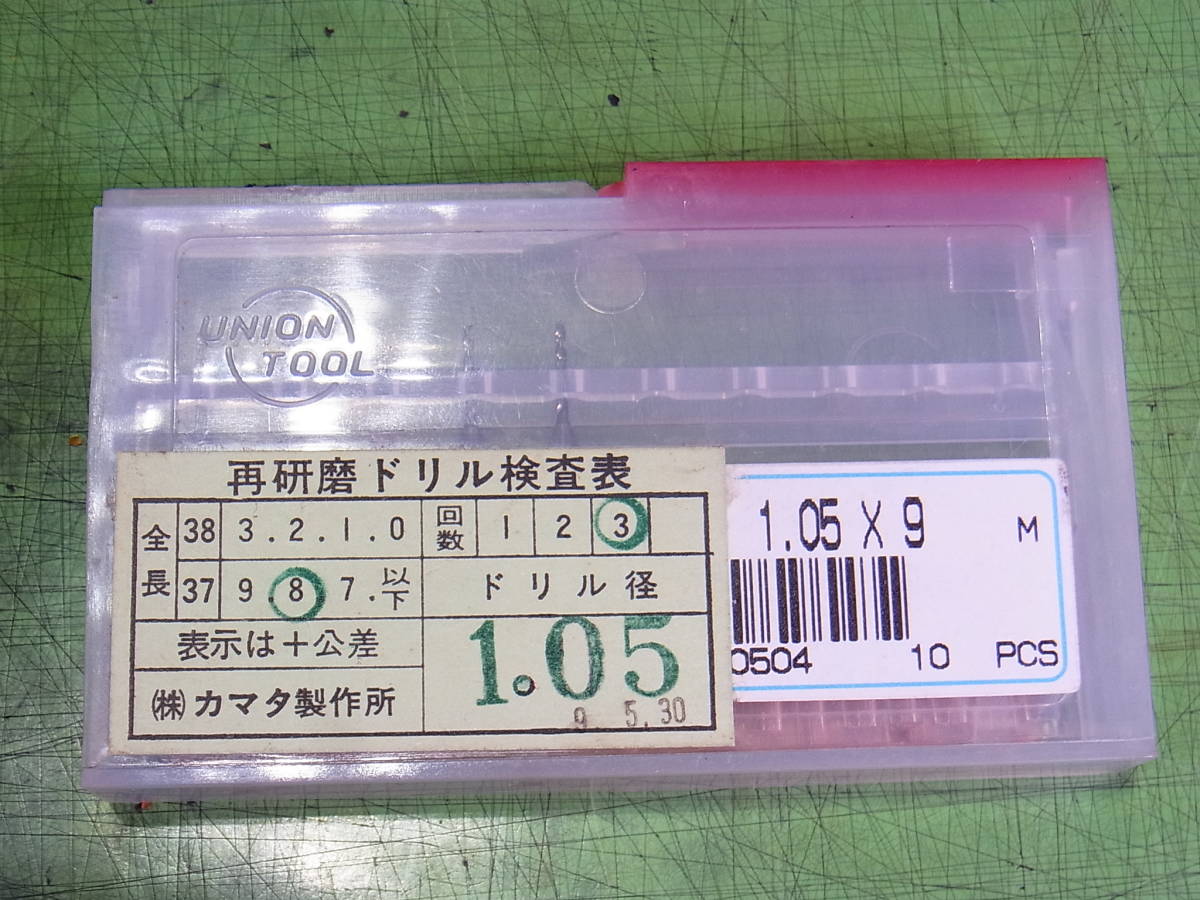 UNION
TOOL
再研磨ドリル検査表
全長 38 3.2.1.0 回数 1 2 3
37 9.8 7.以下 ドリル径
表示は+公差 1.05
㈱カマタ製作所 9 5.30
1.05 X 9 M
0504 10 PCS